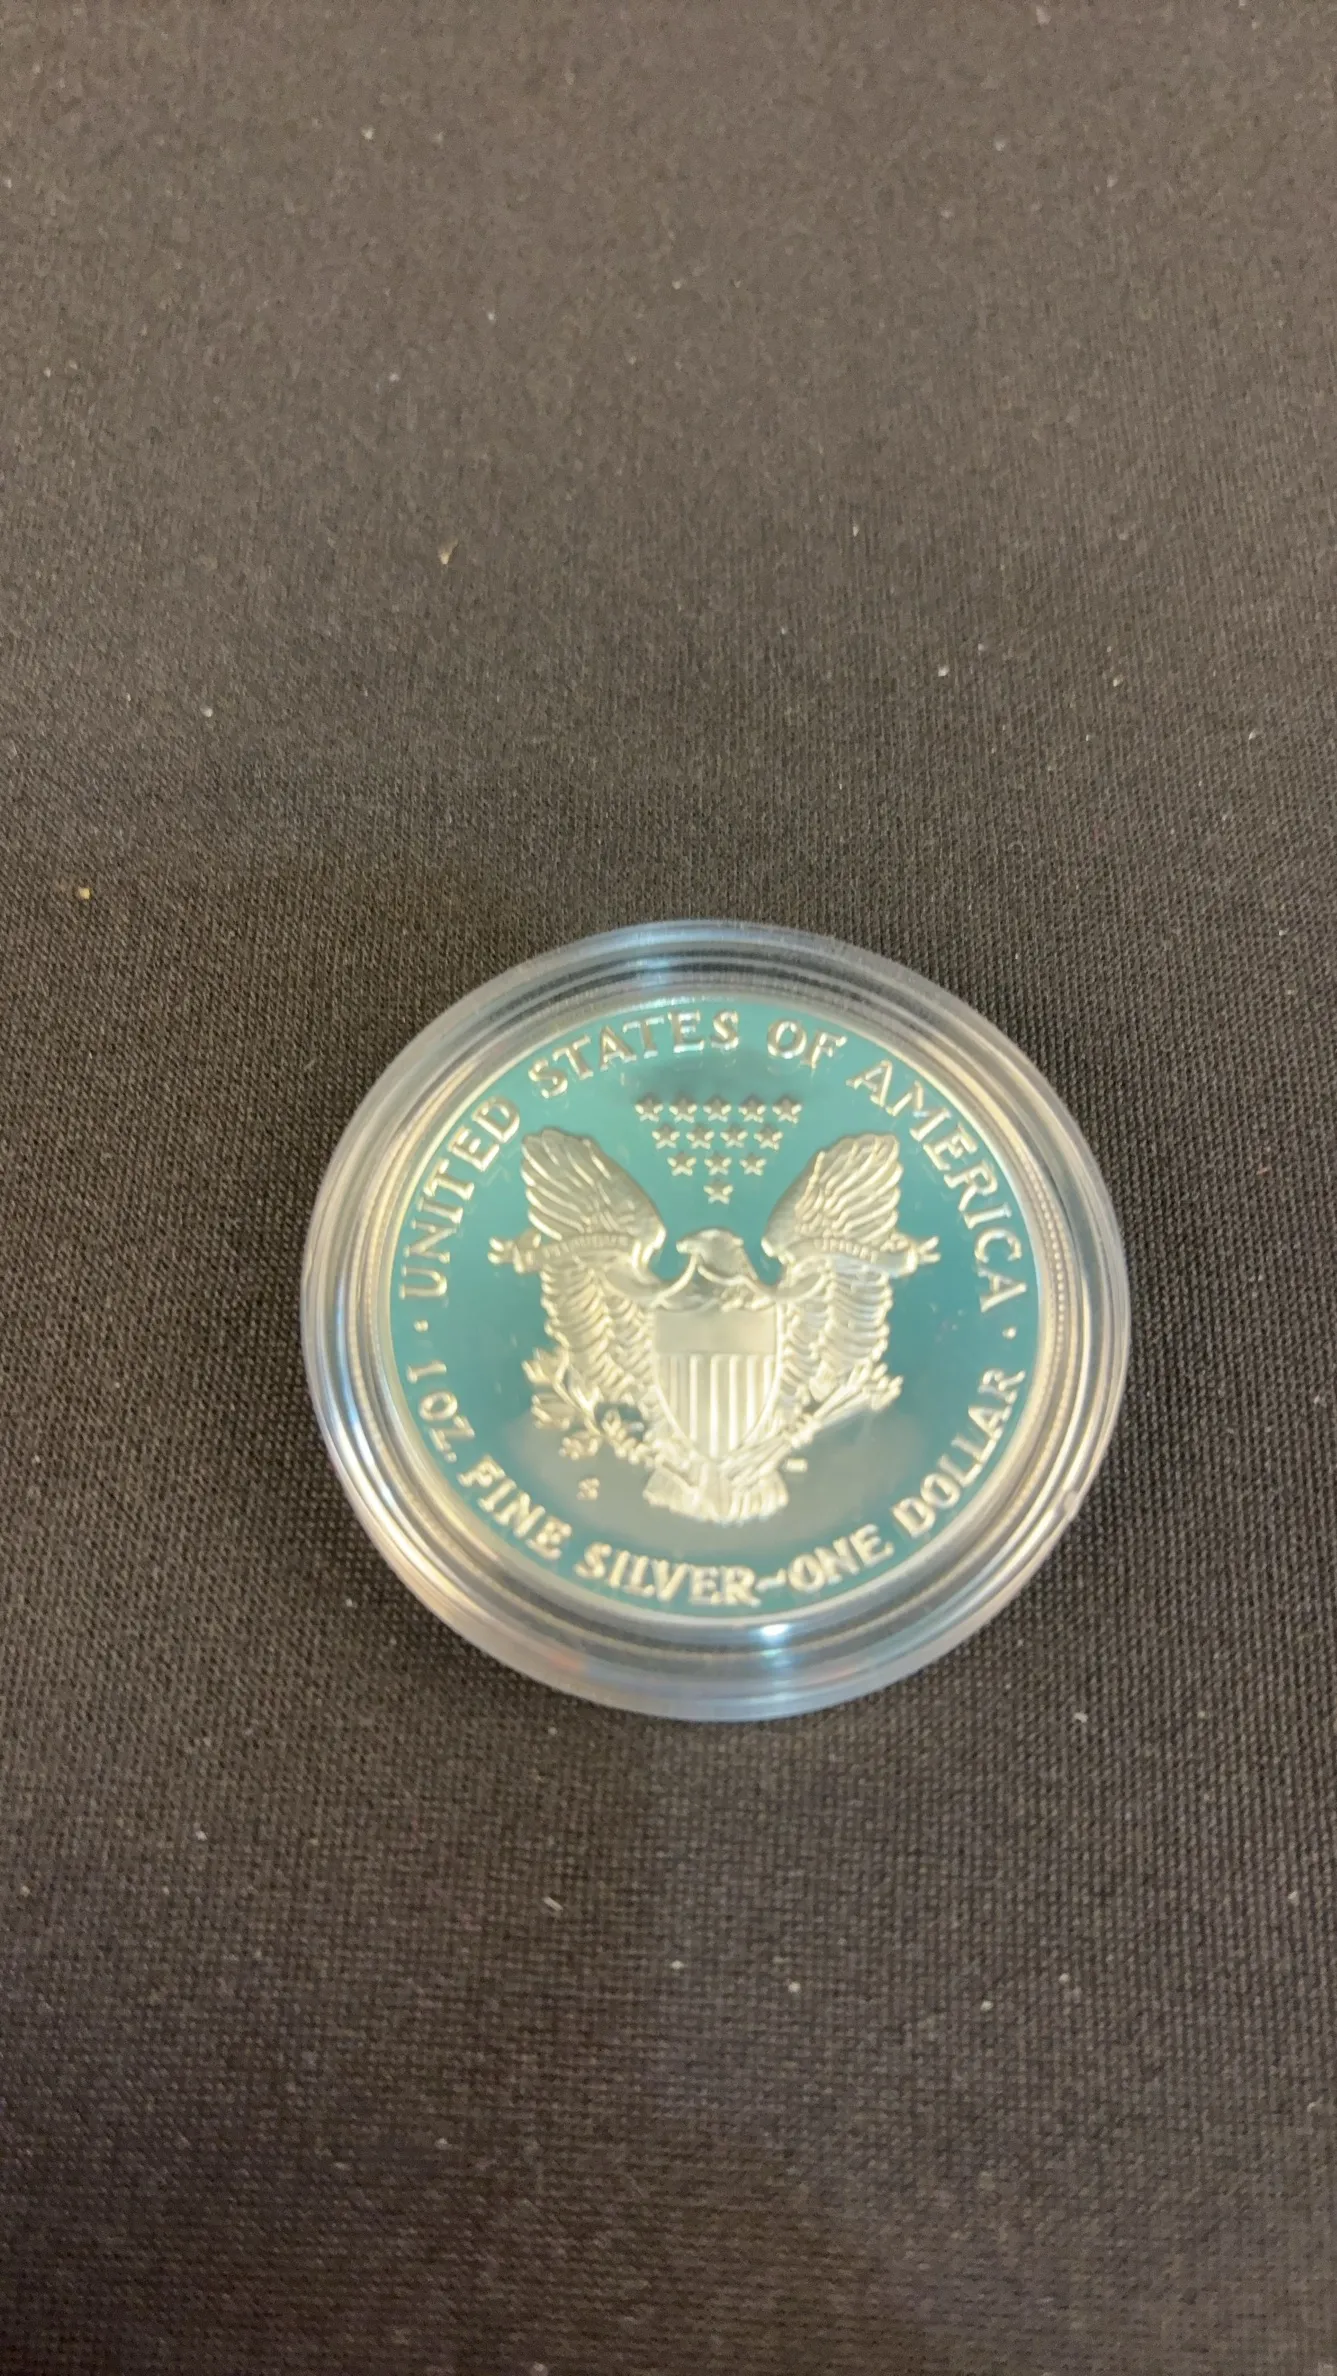 UNITED STATES OF AMERICA
1 OZ. FINE SILVER~ONE DOLLAR
S